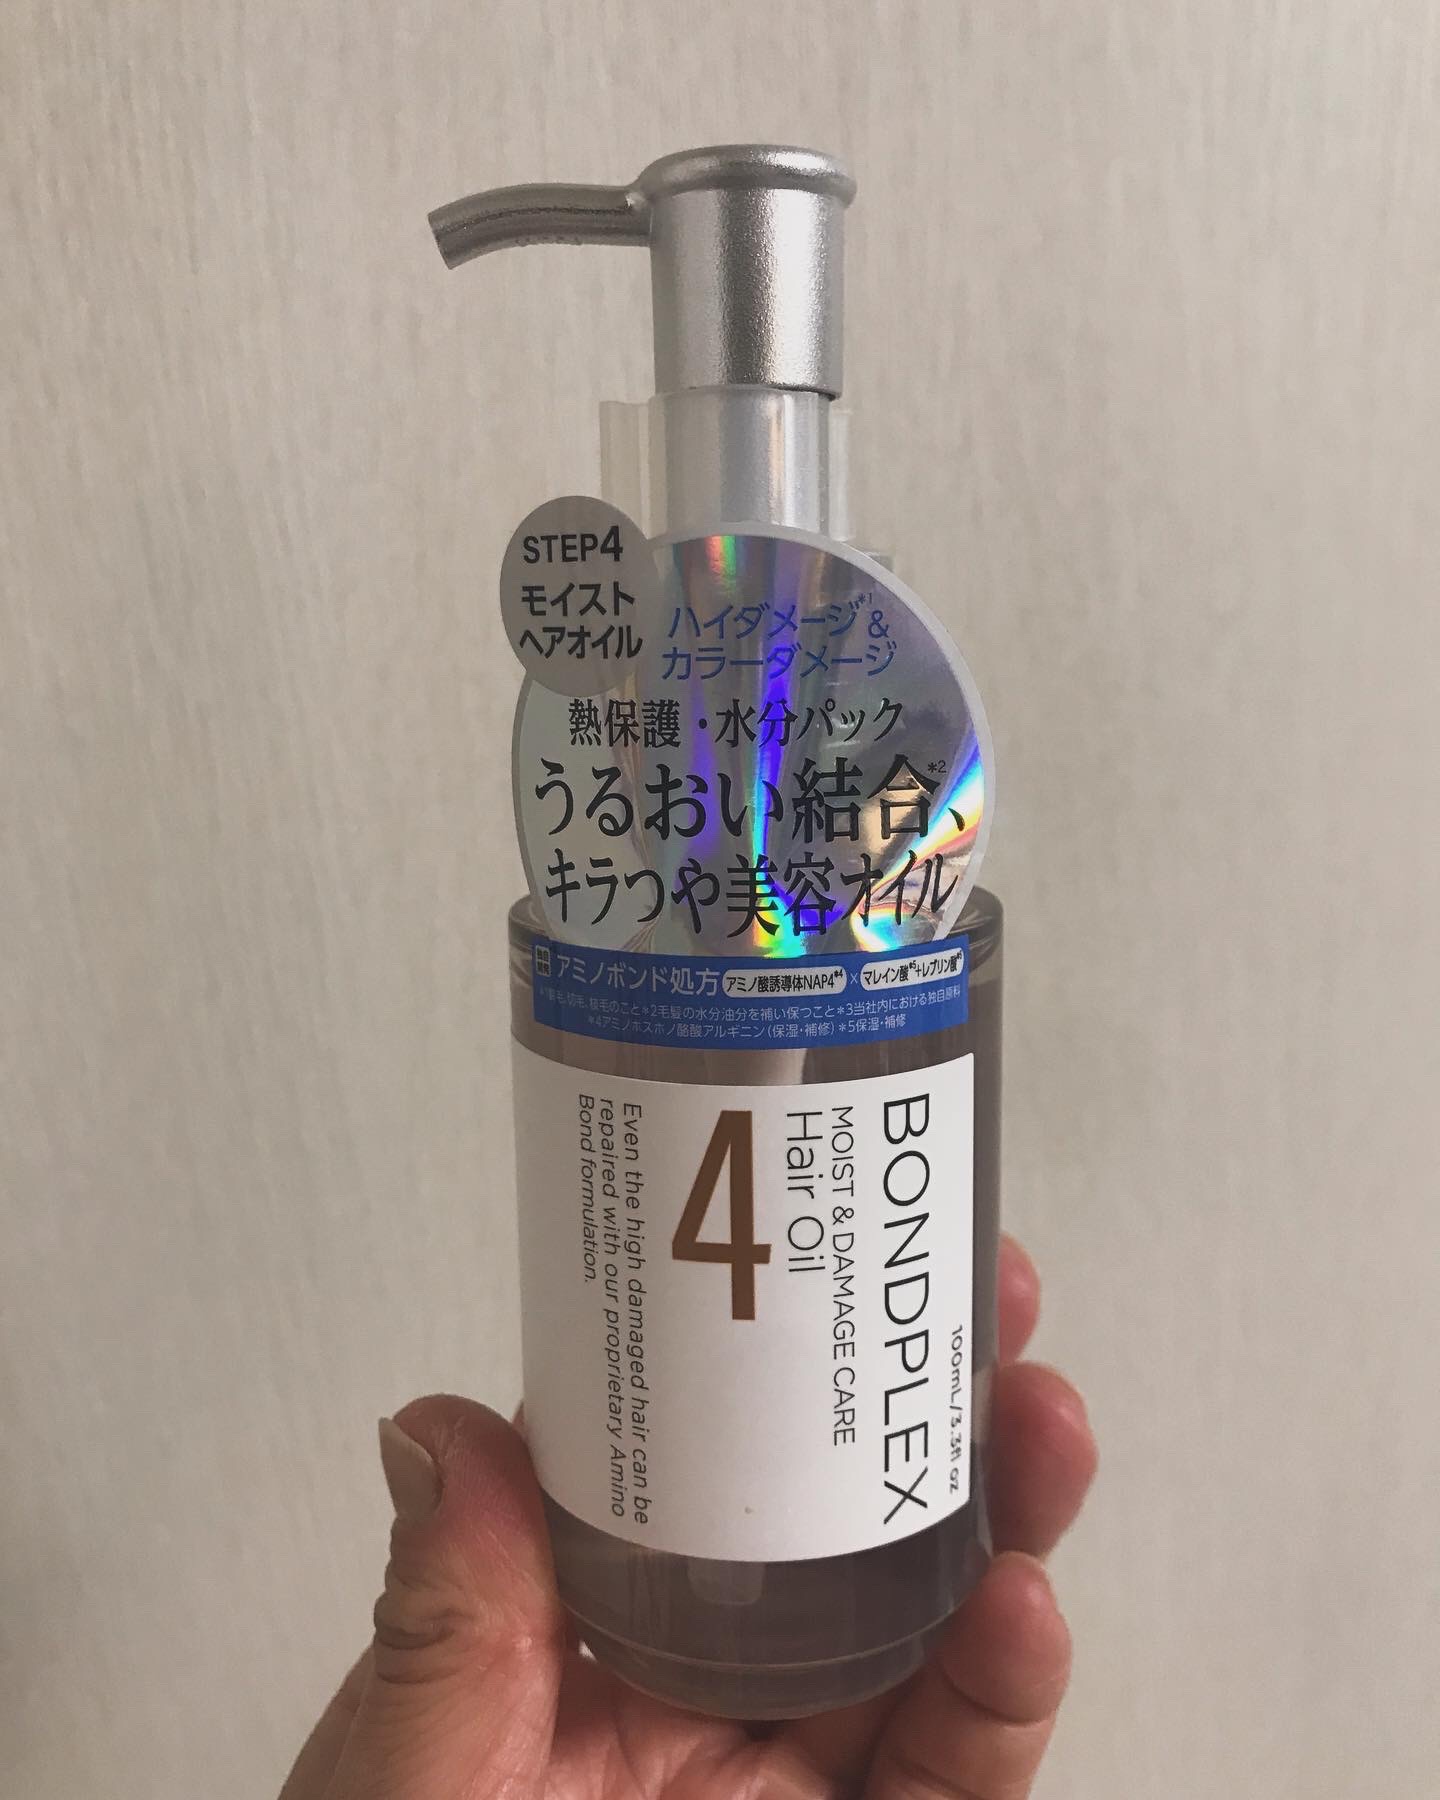 STEP4
モイスト
ヘアオイル
ハイダメージ*1&
カラーダメージ
熱保護・水分パック
うるおい結合*2、
キラつや美容オイル
アミノボンド処方 アミノ酸誘導体NAP4*4 × マレイン酸*5+レブリン酸*5
切毛、枝毛のこと*2毛髪の水分油分を補い保つこと*3当社内における独自原料
*4アミノホスホノ酪酸アルギニン(保湿・補修)*5保湿・補修
100mL/3.3fl oz
BONDPLEX
MOIST & DAMAGE CARE
Hair Oil
4
Even the high damaged hair can be
repaired with our proprietary Amino
Bond formulation.